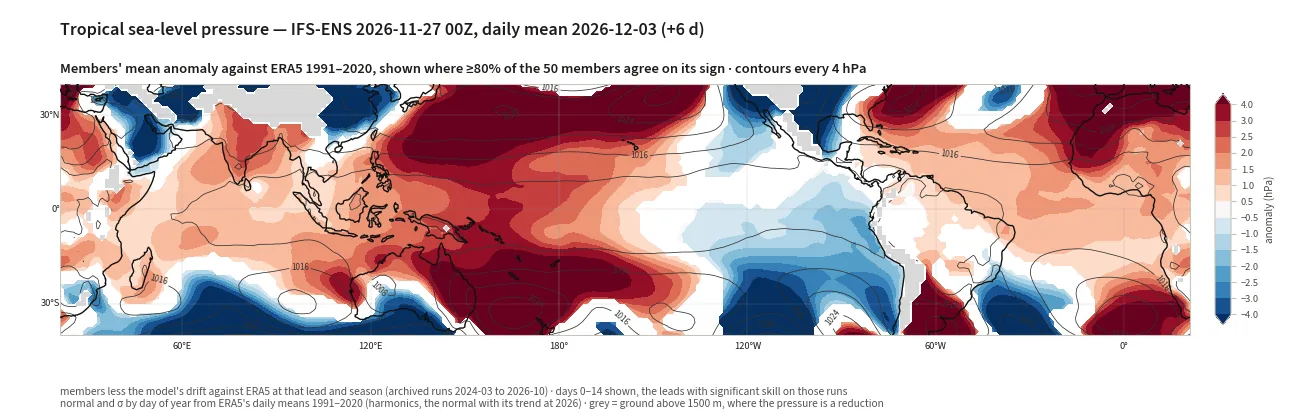 Tropical sea-level pressure — IFS-ENS 2026-11-27 00Z, daily mean 2026-12-03 (+6 d)
Members' mean anomaly against ERA5 1991–2020, shown where ≥80% of the 50 members agree on its sign · contours every 4 hPa
1016
30°N
1016
1016
1016
0°
1016
1016
1008
30°S
1016
1024
60°E
120°E
180°
120°W
60°W
0°
4.0
3.0
2.5
2.0
1.5
1.0
0.5
−0.5
−1.0
−1.5
−2.0
−2.5
−3.0
−4.0
anomaly (hPa)
members less the model's drift against ERA5 at that lead and season (archived runs 2024-03 to 2026-10) · days 0–14 shown, the leads with significant skill on those runs
normal and σ by day of year from ERA5's daily means 1991–2020 (harmonics, the normal with its trend at 2026) · grey = ground above 1500 m, where the pressure is a reduction